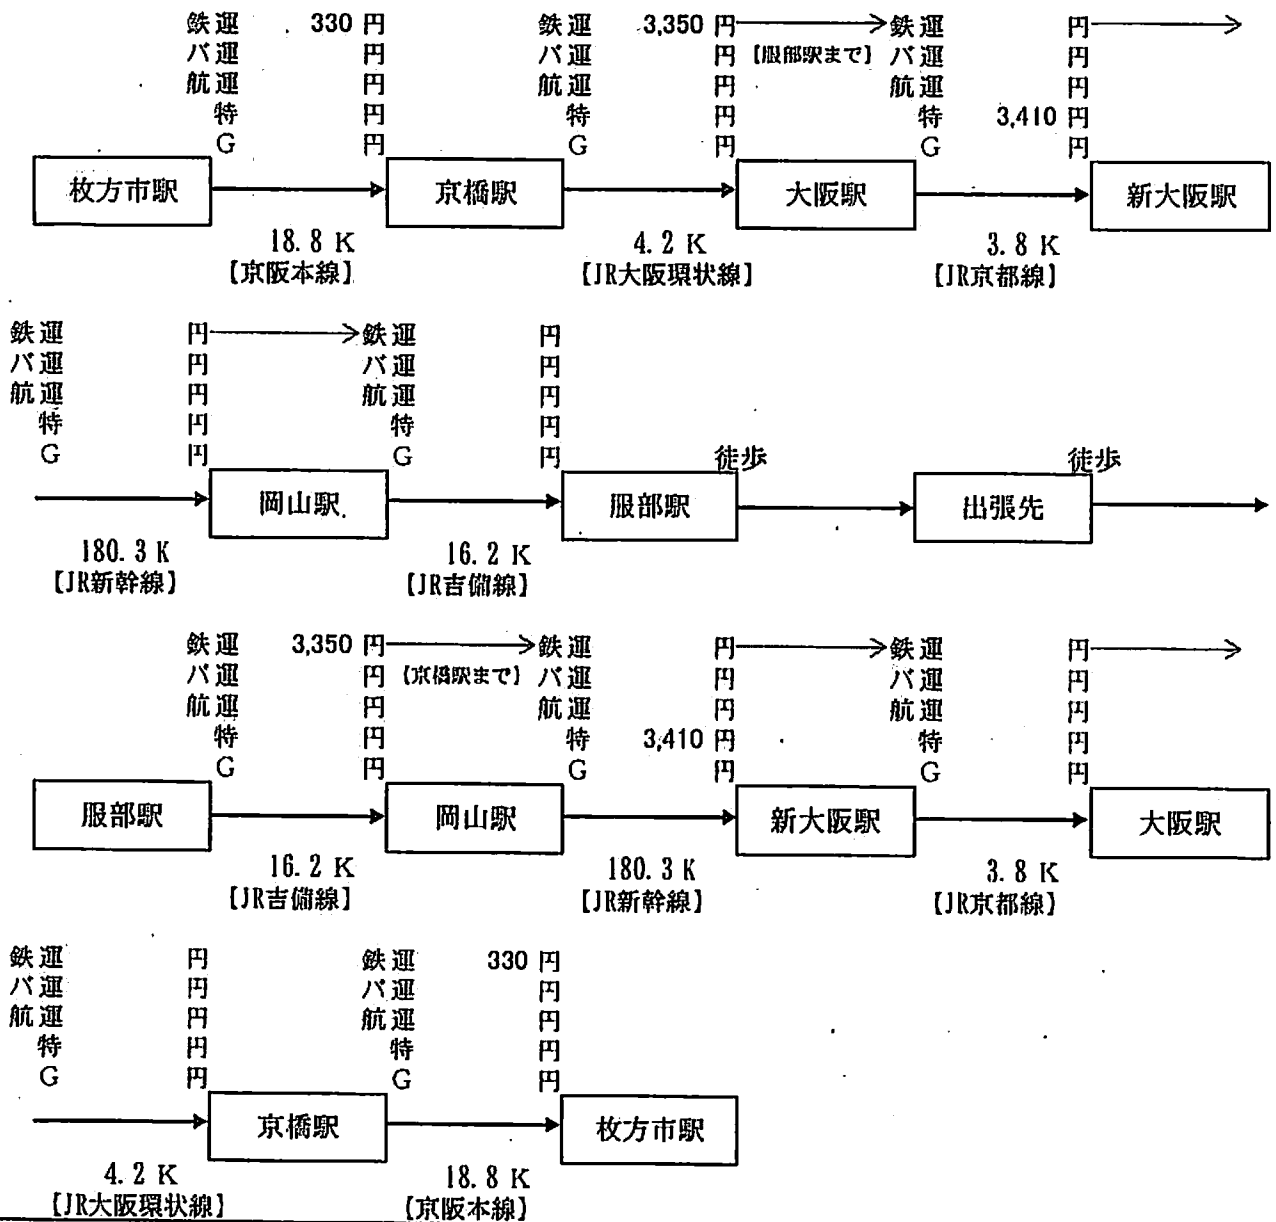 鉄運 330 円 鉄運 3,350 円 鉄運 円
バ運 円 バ運 円 【服部駅まで】 バ運 円
航運 円 航運 円 航運 円
特 円 特 円 特 3,410 円
G 円 G 円 G 円
枚方市駅 京橋駅 大阪駅 新大阪駅
18.8 K 4.2 K 3.8 K
【京阪本線】 【JR大阪環状線】 【JR京都線】
鉄運 円 鉄運 円
バ運 円 バ運 円
航運 円 航運 円
特 円 特 円
G 円 G 円 徒歩 徒歩
岡山駅 服部駅 出張先
180.3 K 16.2 K
【JR新幹線】 【JR吉備線】
鉄運 3,350 円 鉄運 円 鉄運 円
バ運 円 【京橋駅まで】 バ運 円 バ運 円
航運 円 航運 円 航運 円
特 円 特 3,410 円 特 円
G 円 G 円 G 円
服部駅 岡山駅 新大阪駅 大阪駅
16.2 K 180.3 K 3.8 K
【JR吉備線】 【JR新幹線】 【JR京都線】
鉄運 円 鉄運 330 円
バ運 円 バ運 円
航運 円 航運 円
特 円 特 円
G 円 G 円
京橋駅 枚方市駅
4.2 K 18.8 K
【JR大阪環状線】 【京阪本線】